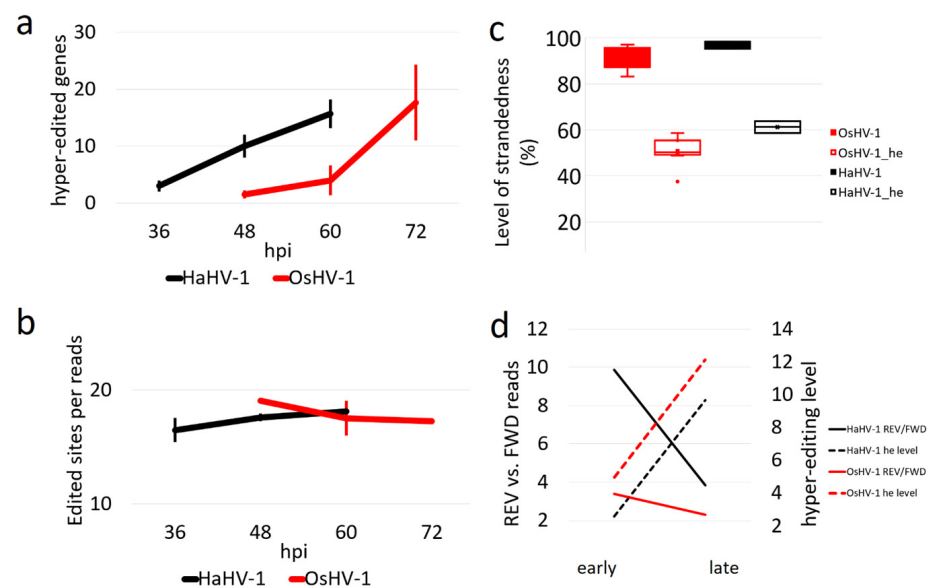 a
hyper-edited genes
30
20
10
0
36 48 60 72
hpi
HaHV-1 OsHV-1
b
Edited sites per reads
20
10
36 48 60 72
hpi
HaHV-1 OsHV-1
c
Level of strandedness
(%)
100
80
60
40
20
OsHV-1
OsHV-1_he
HaHV-1
HaHV-1_he
d
REV vs. FWD reads
12
10
8
6
4
2
14
12
10
8
6
4
2
hyper-editing level
early late
HaHV-1 REV/FWD
HaHV-1 he level
OsHV-1 REV/FWD
OsHV-1 he level